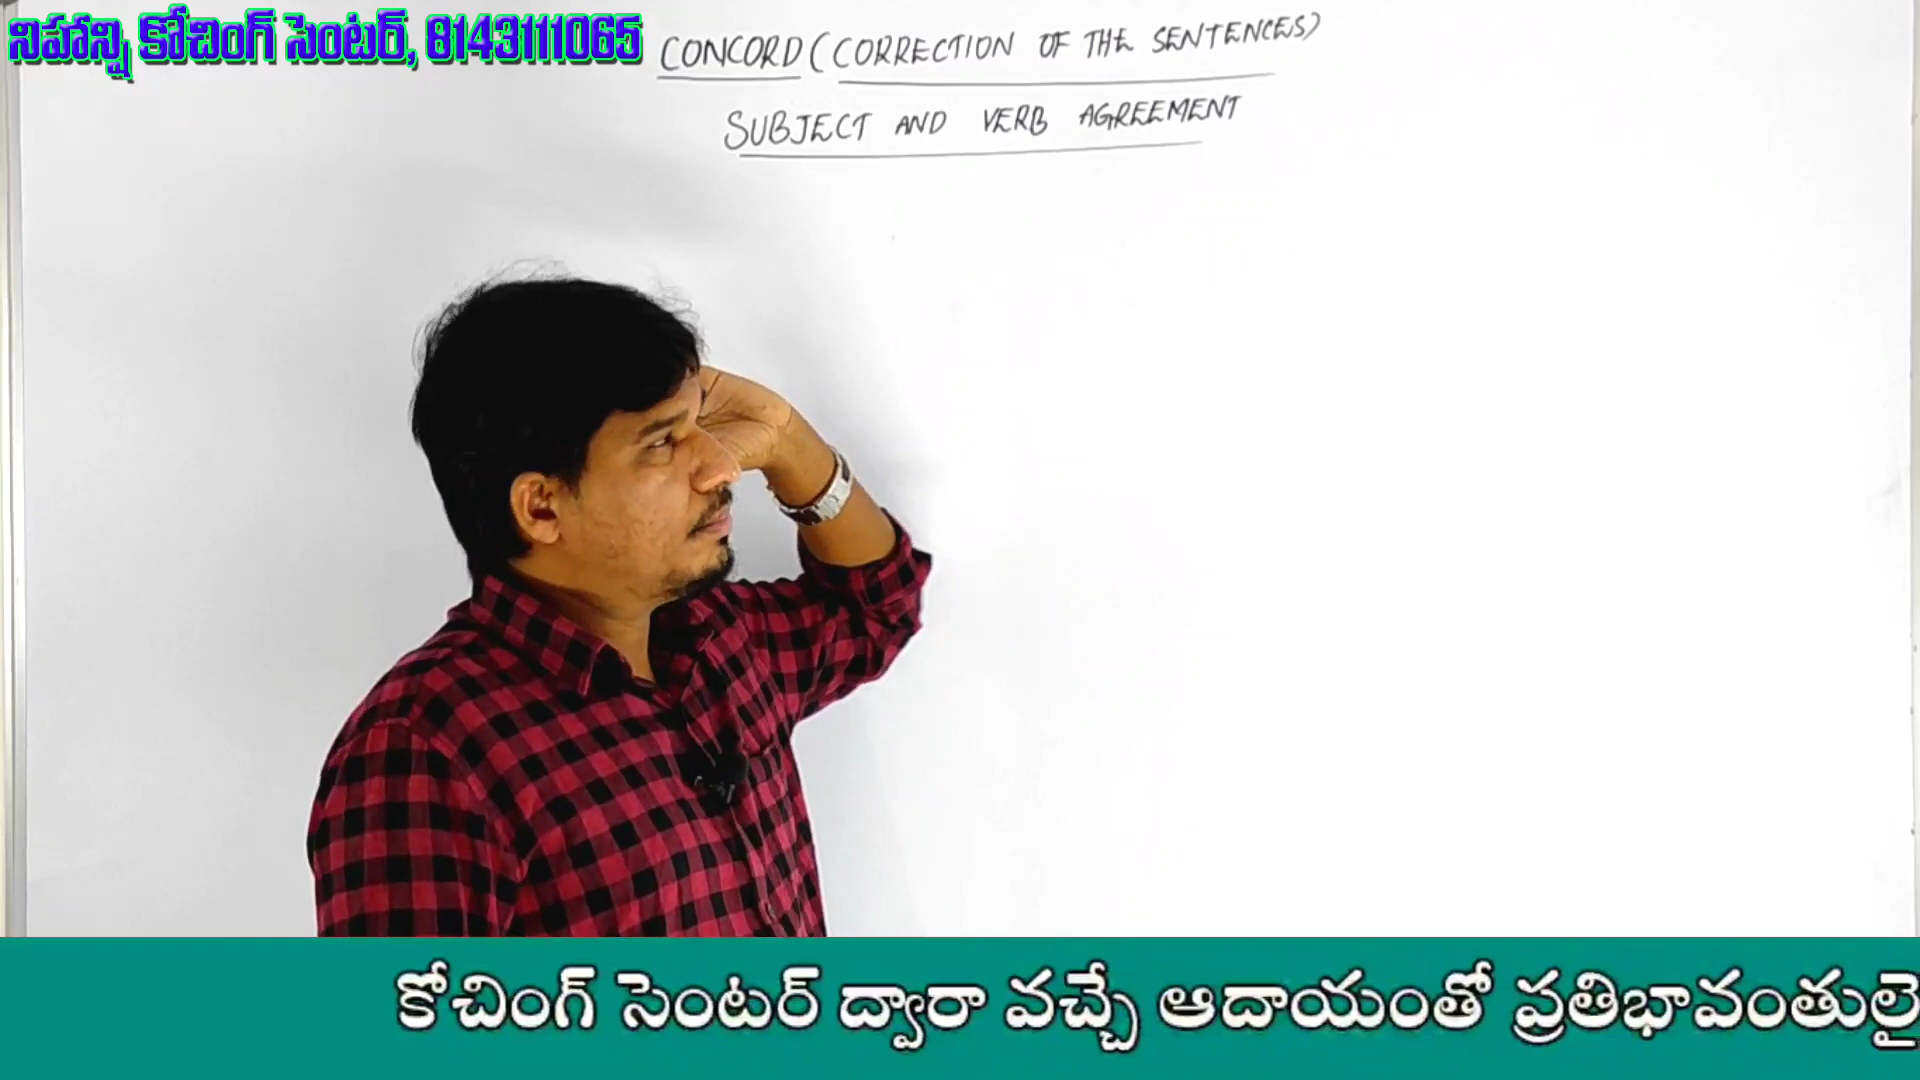 నిహాన్షి కోచింగ్ సెంటర్, 8143111065
CONCORD (CORRECTION OF THE SENTENCES)
SUBJECT AND VERB AGREEMENT
కోచింగ్ సెంటర్ ద్వారా వచ్చే ఆదాయంతో ప్రతిభావంతులై